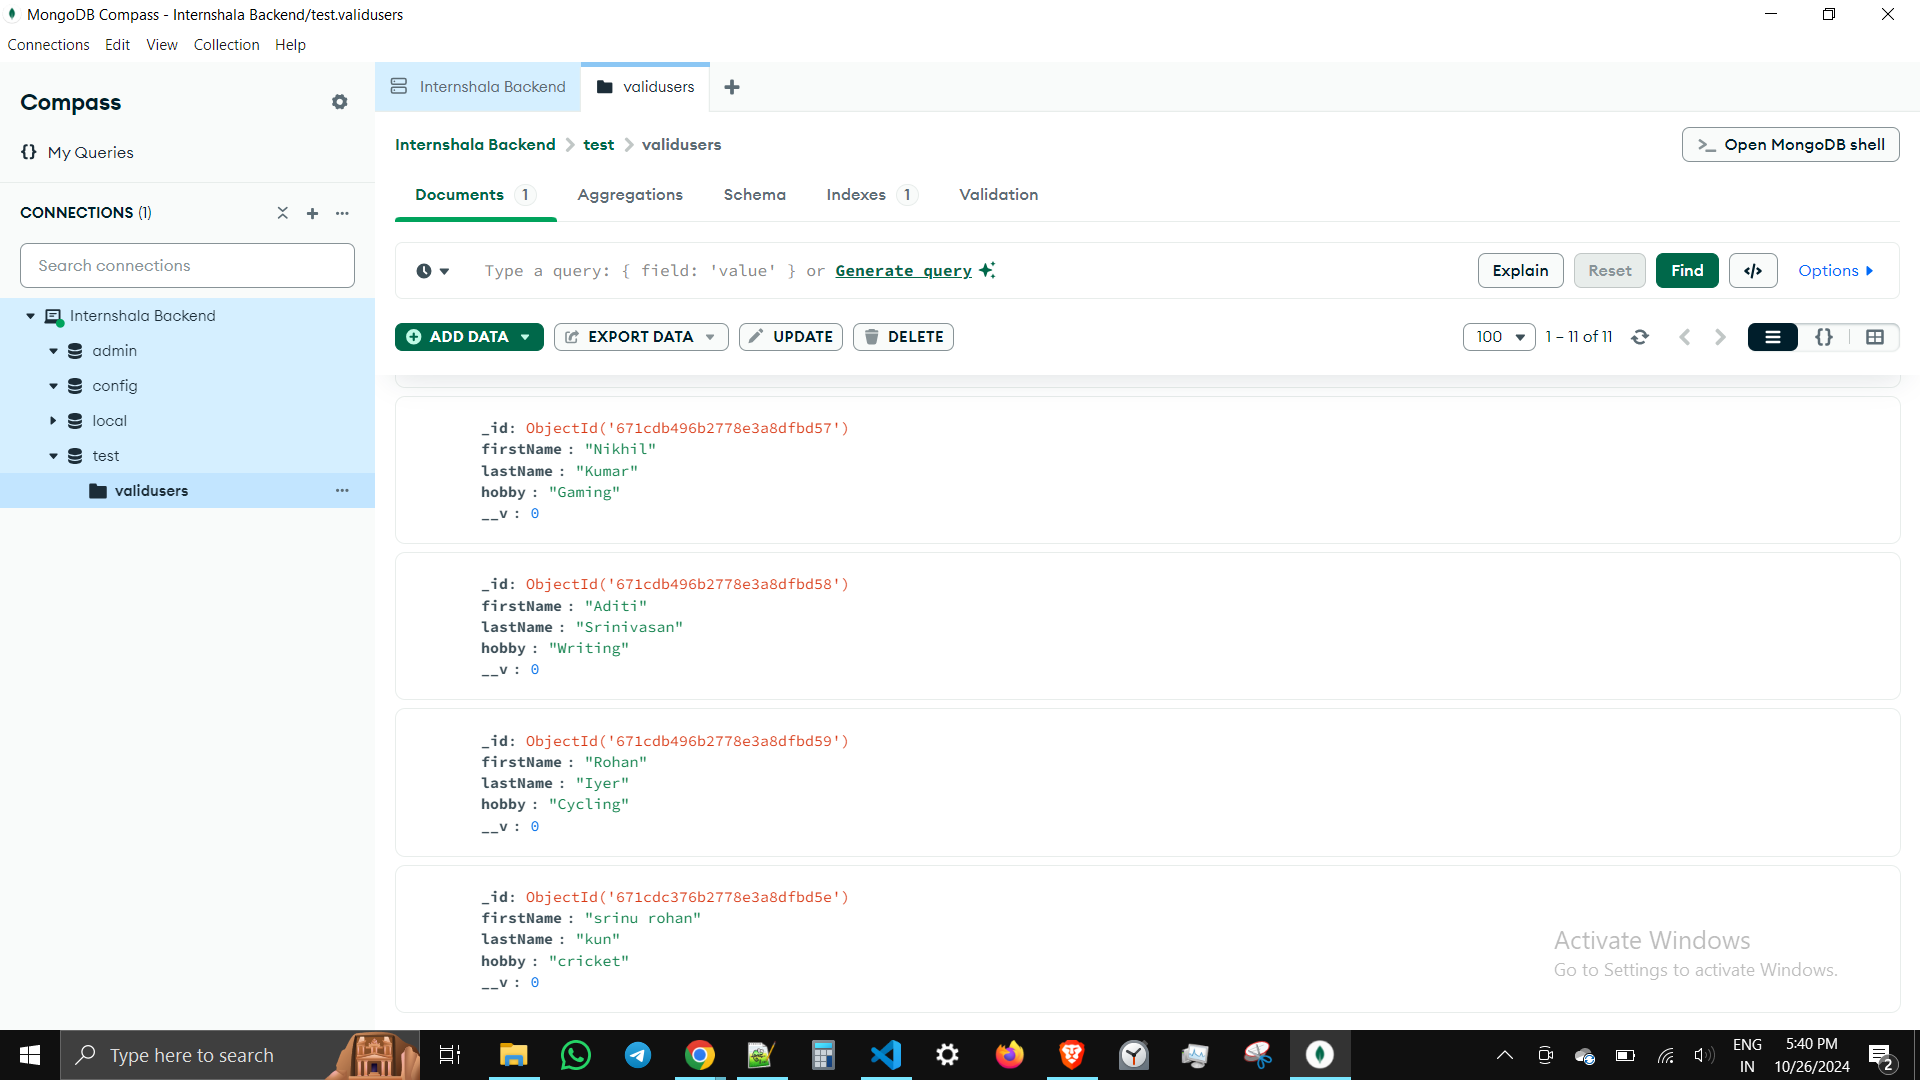 MongoDB Compass - Internshala Backend/test.validusers
Connections Edit View Collection Help
Compass
{} My Queries
CONNECTIONS (1)
Search connections
Internshala Backend
admin
config
local
test
validusers
Internshala Backend validusers
Internshala Backend > test > validusers
>_ Open MongoDB shell
Documents 1 Aggregations Schema Indexes 1 Validation
Type a query: { field: 'value' } or Generate query
Explain Reset Find </> Options
ADD DATA EXPORT DATA UPDATE DELETE
100 1 – 11 of 11 {}
_id: ObjectId('671cdb496b2778e3a8dfbd57')
firstName : "Nikhil"
lastName : "Kumar"
hobby : "Gaming"
__v : 0
_id: ObjectId('671cdb496b2778e3a8dfbd58')
firstName : "Aditi"
lastName : "Srinivasan"
hobby : "Writing"
__v : 0
_id: ObjectId('671cdb496b2778e3a8dfbd59')
firstName : "Rohan"
lastName : "Iyer"
hobby : "Cycling"
__v : 0
_id: ObjectId('671cdc376b2778e3a8dfbd5e')
firstName : "srinu rohan"
lastName : "kun"
hobby : "cricket"
__v : 0
Activate Windows
Go to Settings to activate Windows.
Type here to search
ENG
IN
5:40 PM
10/26/2024
2